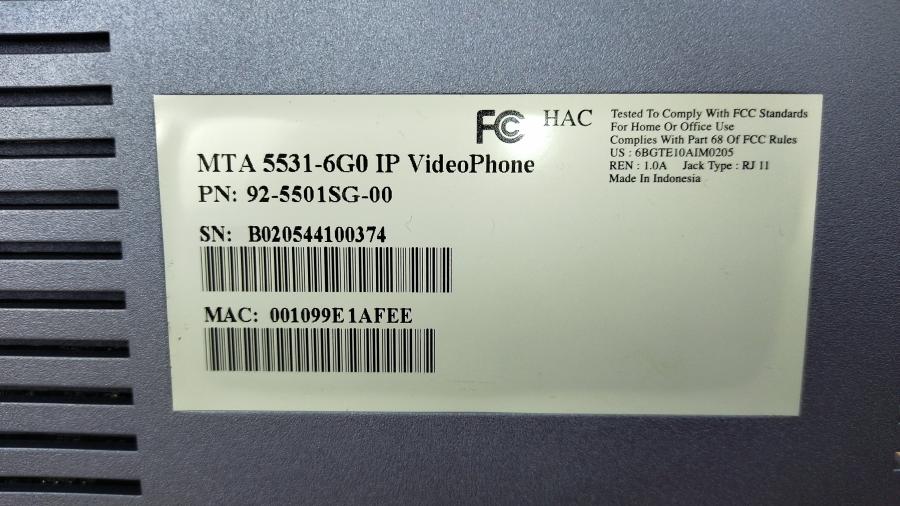 FC HAC
Tested To Comply With FCC Standards
For Home Or Office Use
Complies With Part 68 Of FCC Rules
US : 6BGTE10AIM0205
REN : 1.0A Jack Type : RJ 11
Made In Indonesia
MTA 5531-6G0 IP VideoPhone
PN: 92-5501SG-00
SN: B020544100374
MAC: 001099E1AFEE